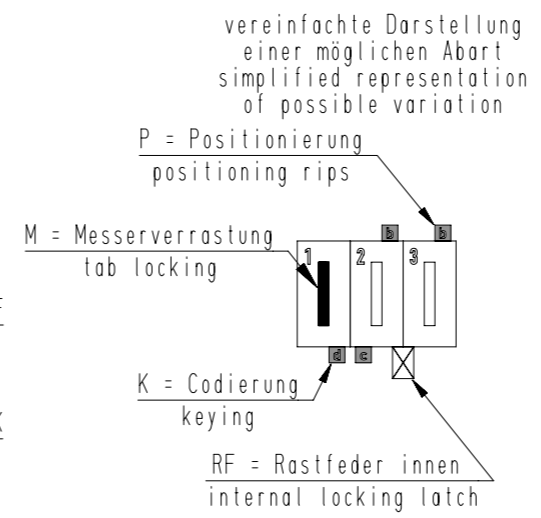 vereinfachte Darstellung
einer möglichen Abart
simplified representation
of possible variation
P = Positionierung
positioning rips
M = Messerverrastung
tab locking
b b
1 2 3
a c
K = Codierung
keying
RF = Rastfeder innen
internal locking latch